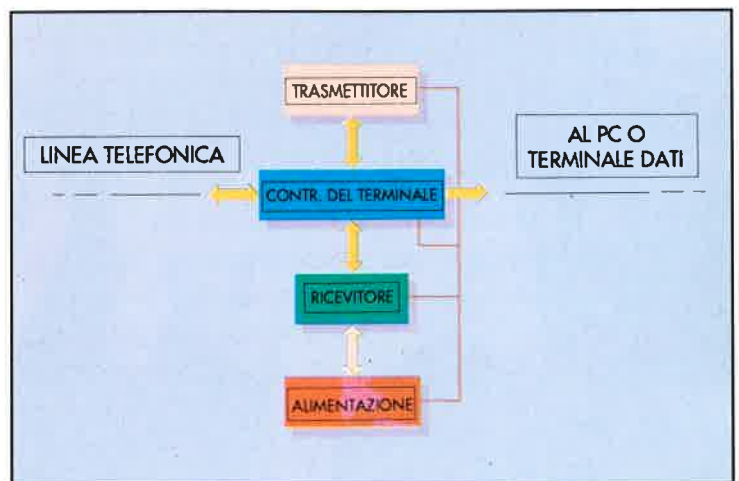 TRASMETTITORE
LINEA TELEFONICA
AL PC O
TERMINALE DATI
CONTR. DEL TERMINALE
RICEVITORE
ALIMENTAZIONE